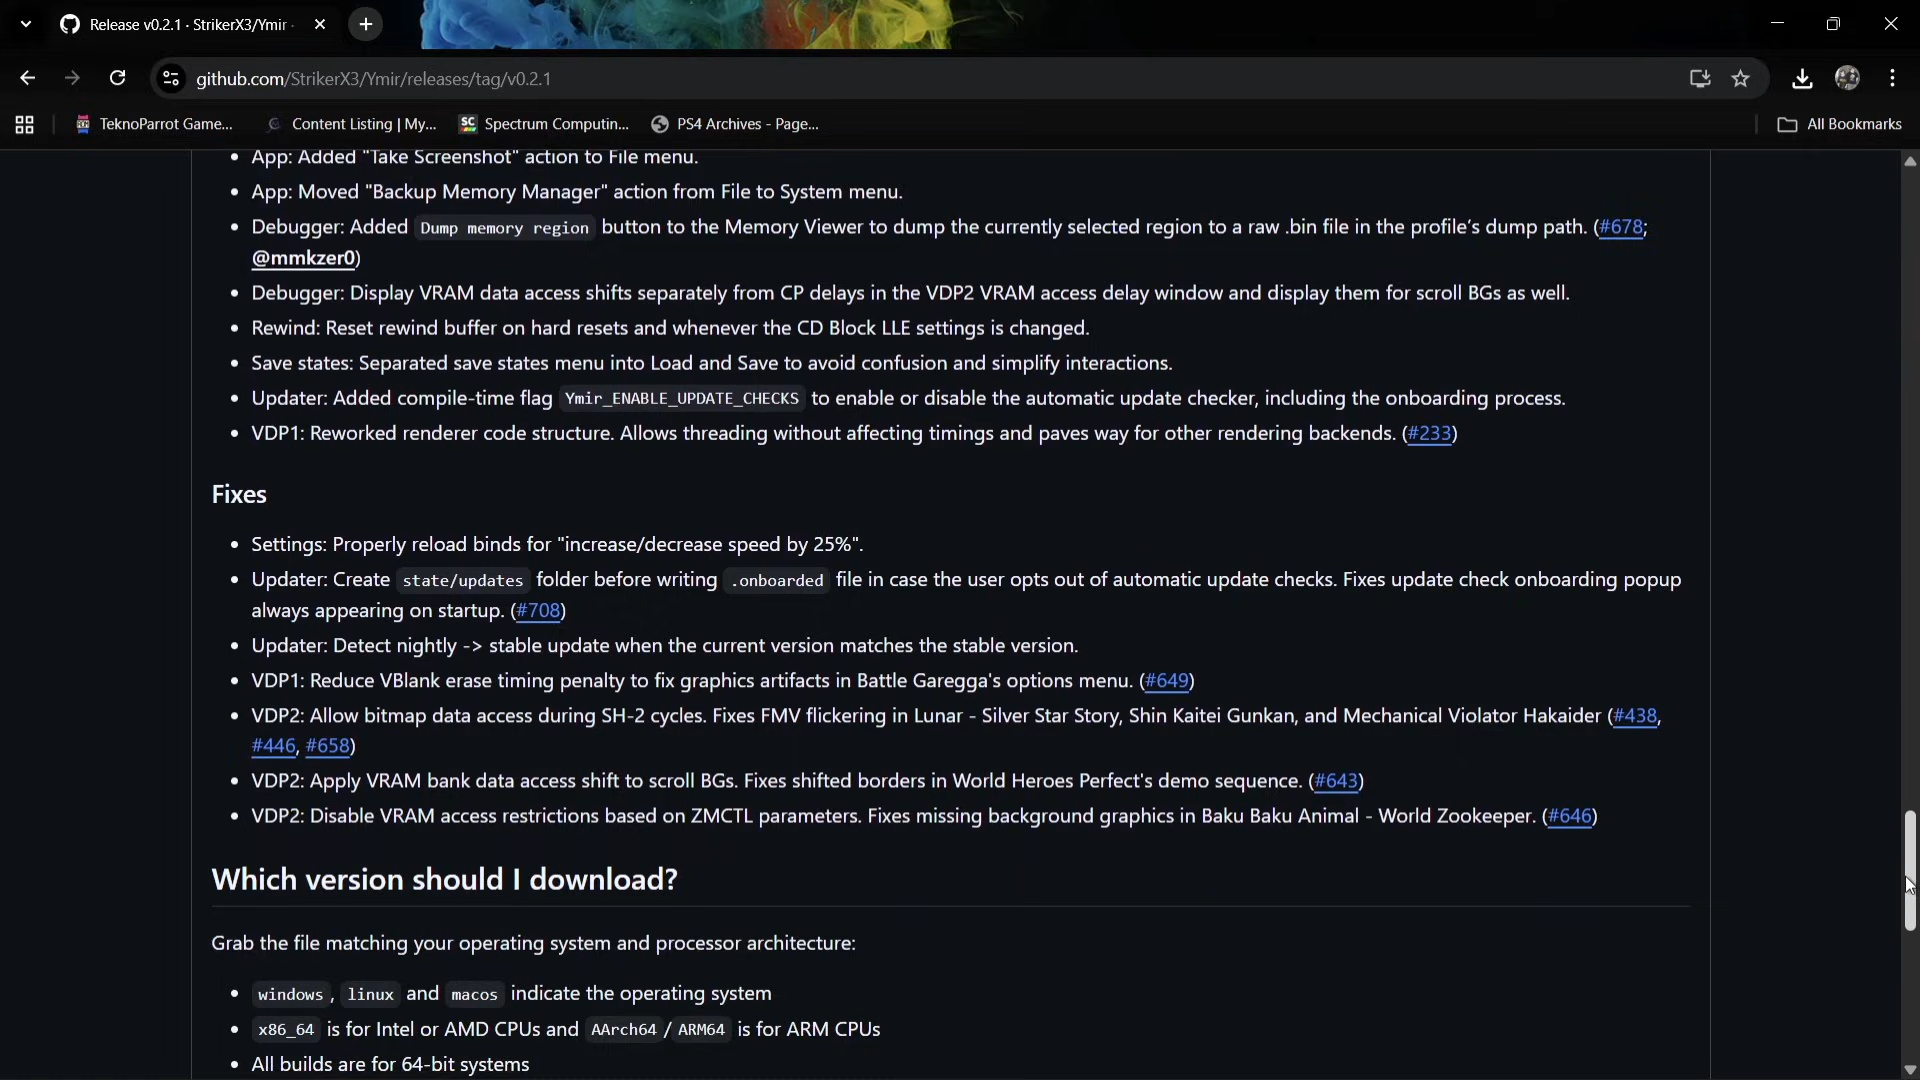 Release v0.2.1 · StrikerX3/Ymir
github.com/StrikerX3/Ymir/releases/tag/v0.2.1
TeknoParrot Game...
Content Listing | My...
SC
Spectrum Computin...
PS4 Archives - Page...
All Bookmarks
App: Added "Take Screenshot" action to File menu.
App: Moved "Backup Memory Manager" action from File to System menu.
Debugger: Added Dump memory region button to the Memory Viewer to dump the currently selected region to a raw .bin file in the profile's dump path. (#678;
@mmkzer0)
Debugger: Display VRAM data access shifts separately from CP delays in the VDP2 VRAM access delay window and display them for scroll BGs as well.
Rewind: Reset rewind buffer on hard resets and whenever the CD Block LLE settings is changed.
Save states: Separated save states menu into Load and Save to avoid confusion and simplify interactions.
Updater: Added compile-time flag Ymir_ENABLE_UPDATE_CHECKS to enable or disable the automatic update checker, including the onboarding process.
VDP1: Reworked renderer code structure. Allows threading without affecting timings and paves way for other rendering backends. (#233)
Fixes
Settings: Properly reload binds for "increase/decrease speed by 25%".
Updater: Create state/updates folder before writing .onboarded file in case the user opts out of automatic update checks. Fixes update check onboarding popup
always appearing on startup. (#708)
Updater: Detect nightly -> stable update when the current version matches the stable version.
VDP1: Reduce VBlank erase timing penalty to fix graphics artifacts in Battle Garegga's options menu. (#649)
VDP2: Allow bitmap data access during SH-2 cycles. Fixes FMV flickering in Lunar - Silver Star Story, Shin Kaitei Gunkan, and Mechanical Violator Hakaider (#438,
#446, #658)
VDP2: Apply VRAM bank data access shift to scroll BGs. Fixes shifted borders in World Heroes Perfect's demo sequence. (#643)
VDP2: Disable VRAM access restrictions based on ZMCTL parameters. Fixes missing background graphics in Baku Baku Animal - World Zookeeper. (#646)
Which version should I download?
Grab the file matching your operating system and processor architecture:
windows, linux and macos indicate the operating system
x86_64 is for Intel or AMD CPUs and AArch64 / ARM64 is for ARM CPUs
All builds are for 64-bit systems